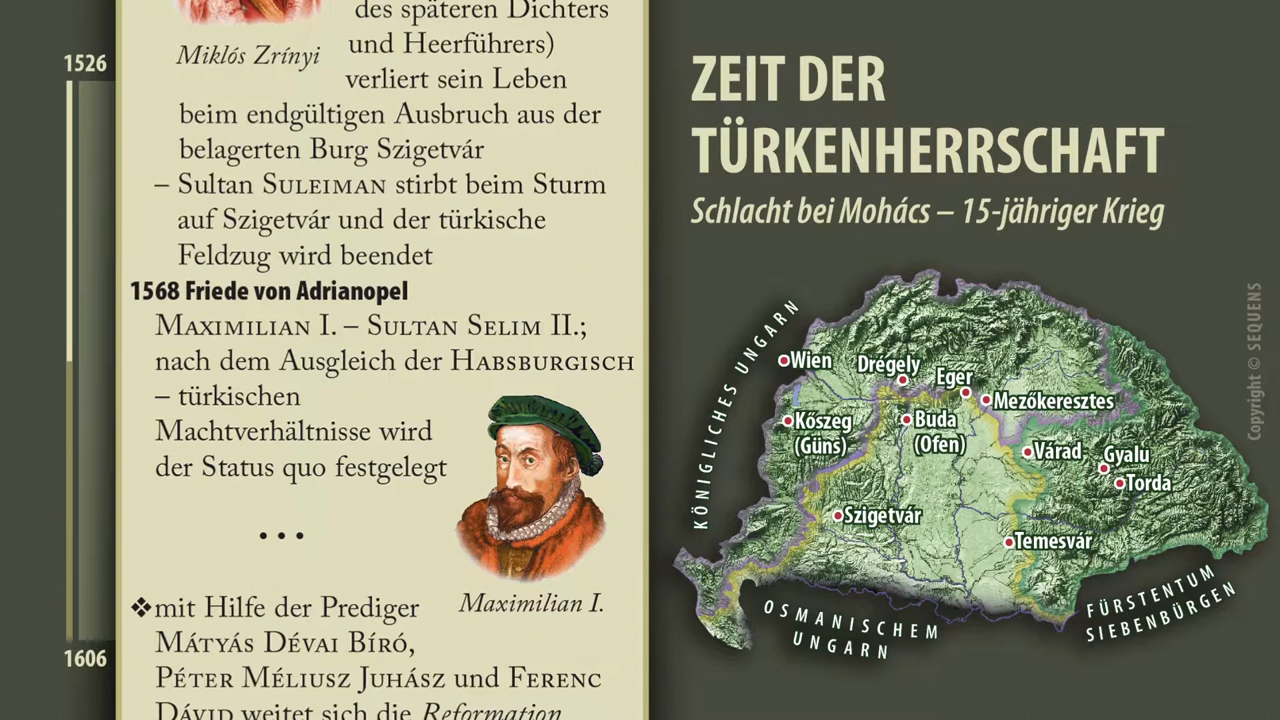 1526
1606
des späteren Dichters
und Heerführers)
Miklós Zrínyi
verliert sein Leben
beim endgültigen Ausbruch aus der
belagerten Burg Szigetvár
– Sultan SULEIMAN stirbt beim Sturm
auf Szigetvár und der türkische
Feldzug wird beendet
1568 Friede von Adrianopel
MAXIMILIAN I. – SULTAN SELIM II.;
nach dem Ausgleich der HABSBURGISCH
– türkischen
Machtverhältnisse wird
der Status quo festgelegt
...
Maximilian I.
❖mit Hilfe der Prediger
MÁTYÁS DÉVAI BÍRÓ,
PÉTER MÉLIUSZ JUHÁSZ und FERENC
DÁVID weitet sich die Reformation
ZEIT DER
TÜRKENHERRSCHAFT
Schlacht bei Mohács – 15-jähriger Krieg
KÖNIGLICHES UNGARN
Wien
Drégely
Eger
Mezőkeresztes
Kőszeg
(Güns)
Buda
(Ofen)
Várad
Gyalu
Torda
Szigetvár
Temesvár
OSMANISCHEM
UNGARN
FÜRSTENTUM
SIEBENBÜRGEN
Copyright © SEQUENS